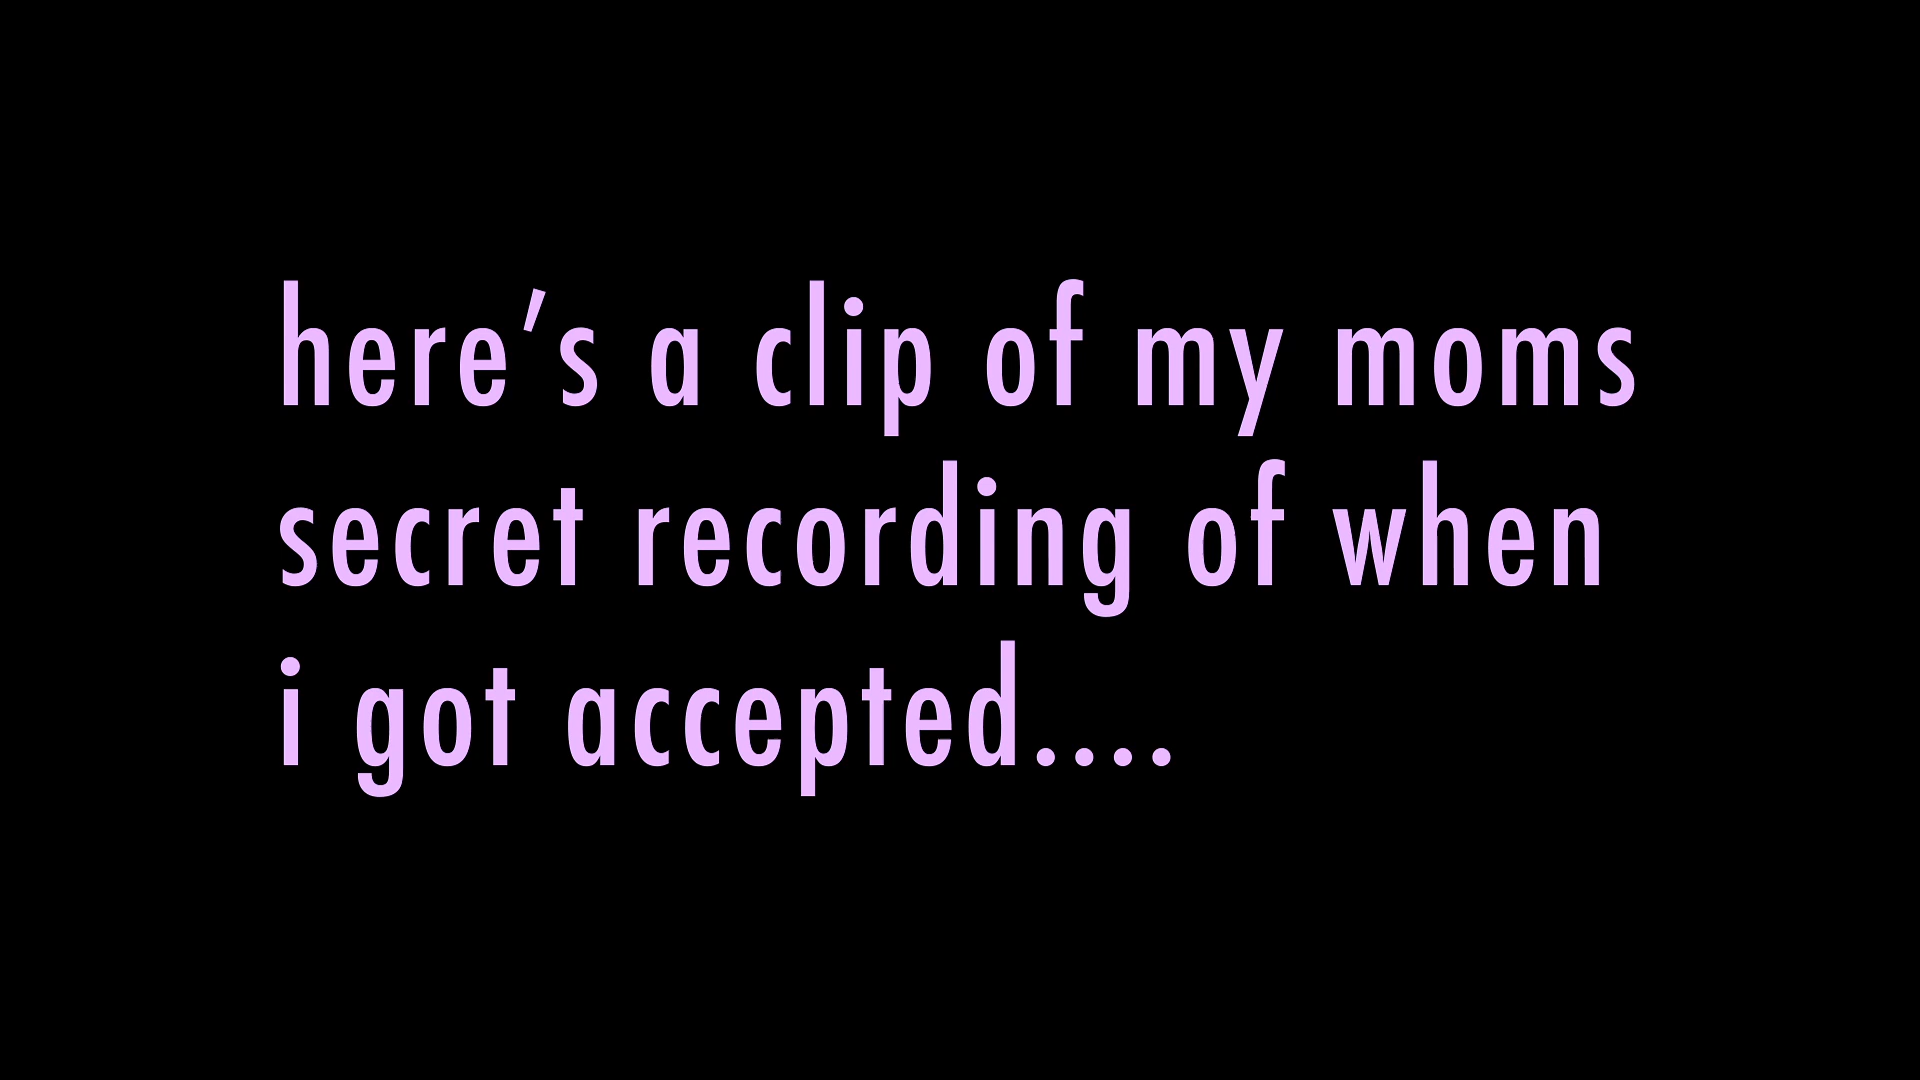 here’s a clip of my moms
secret recording of when
i got accepted....